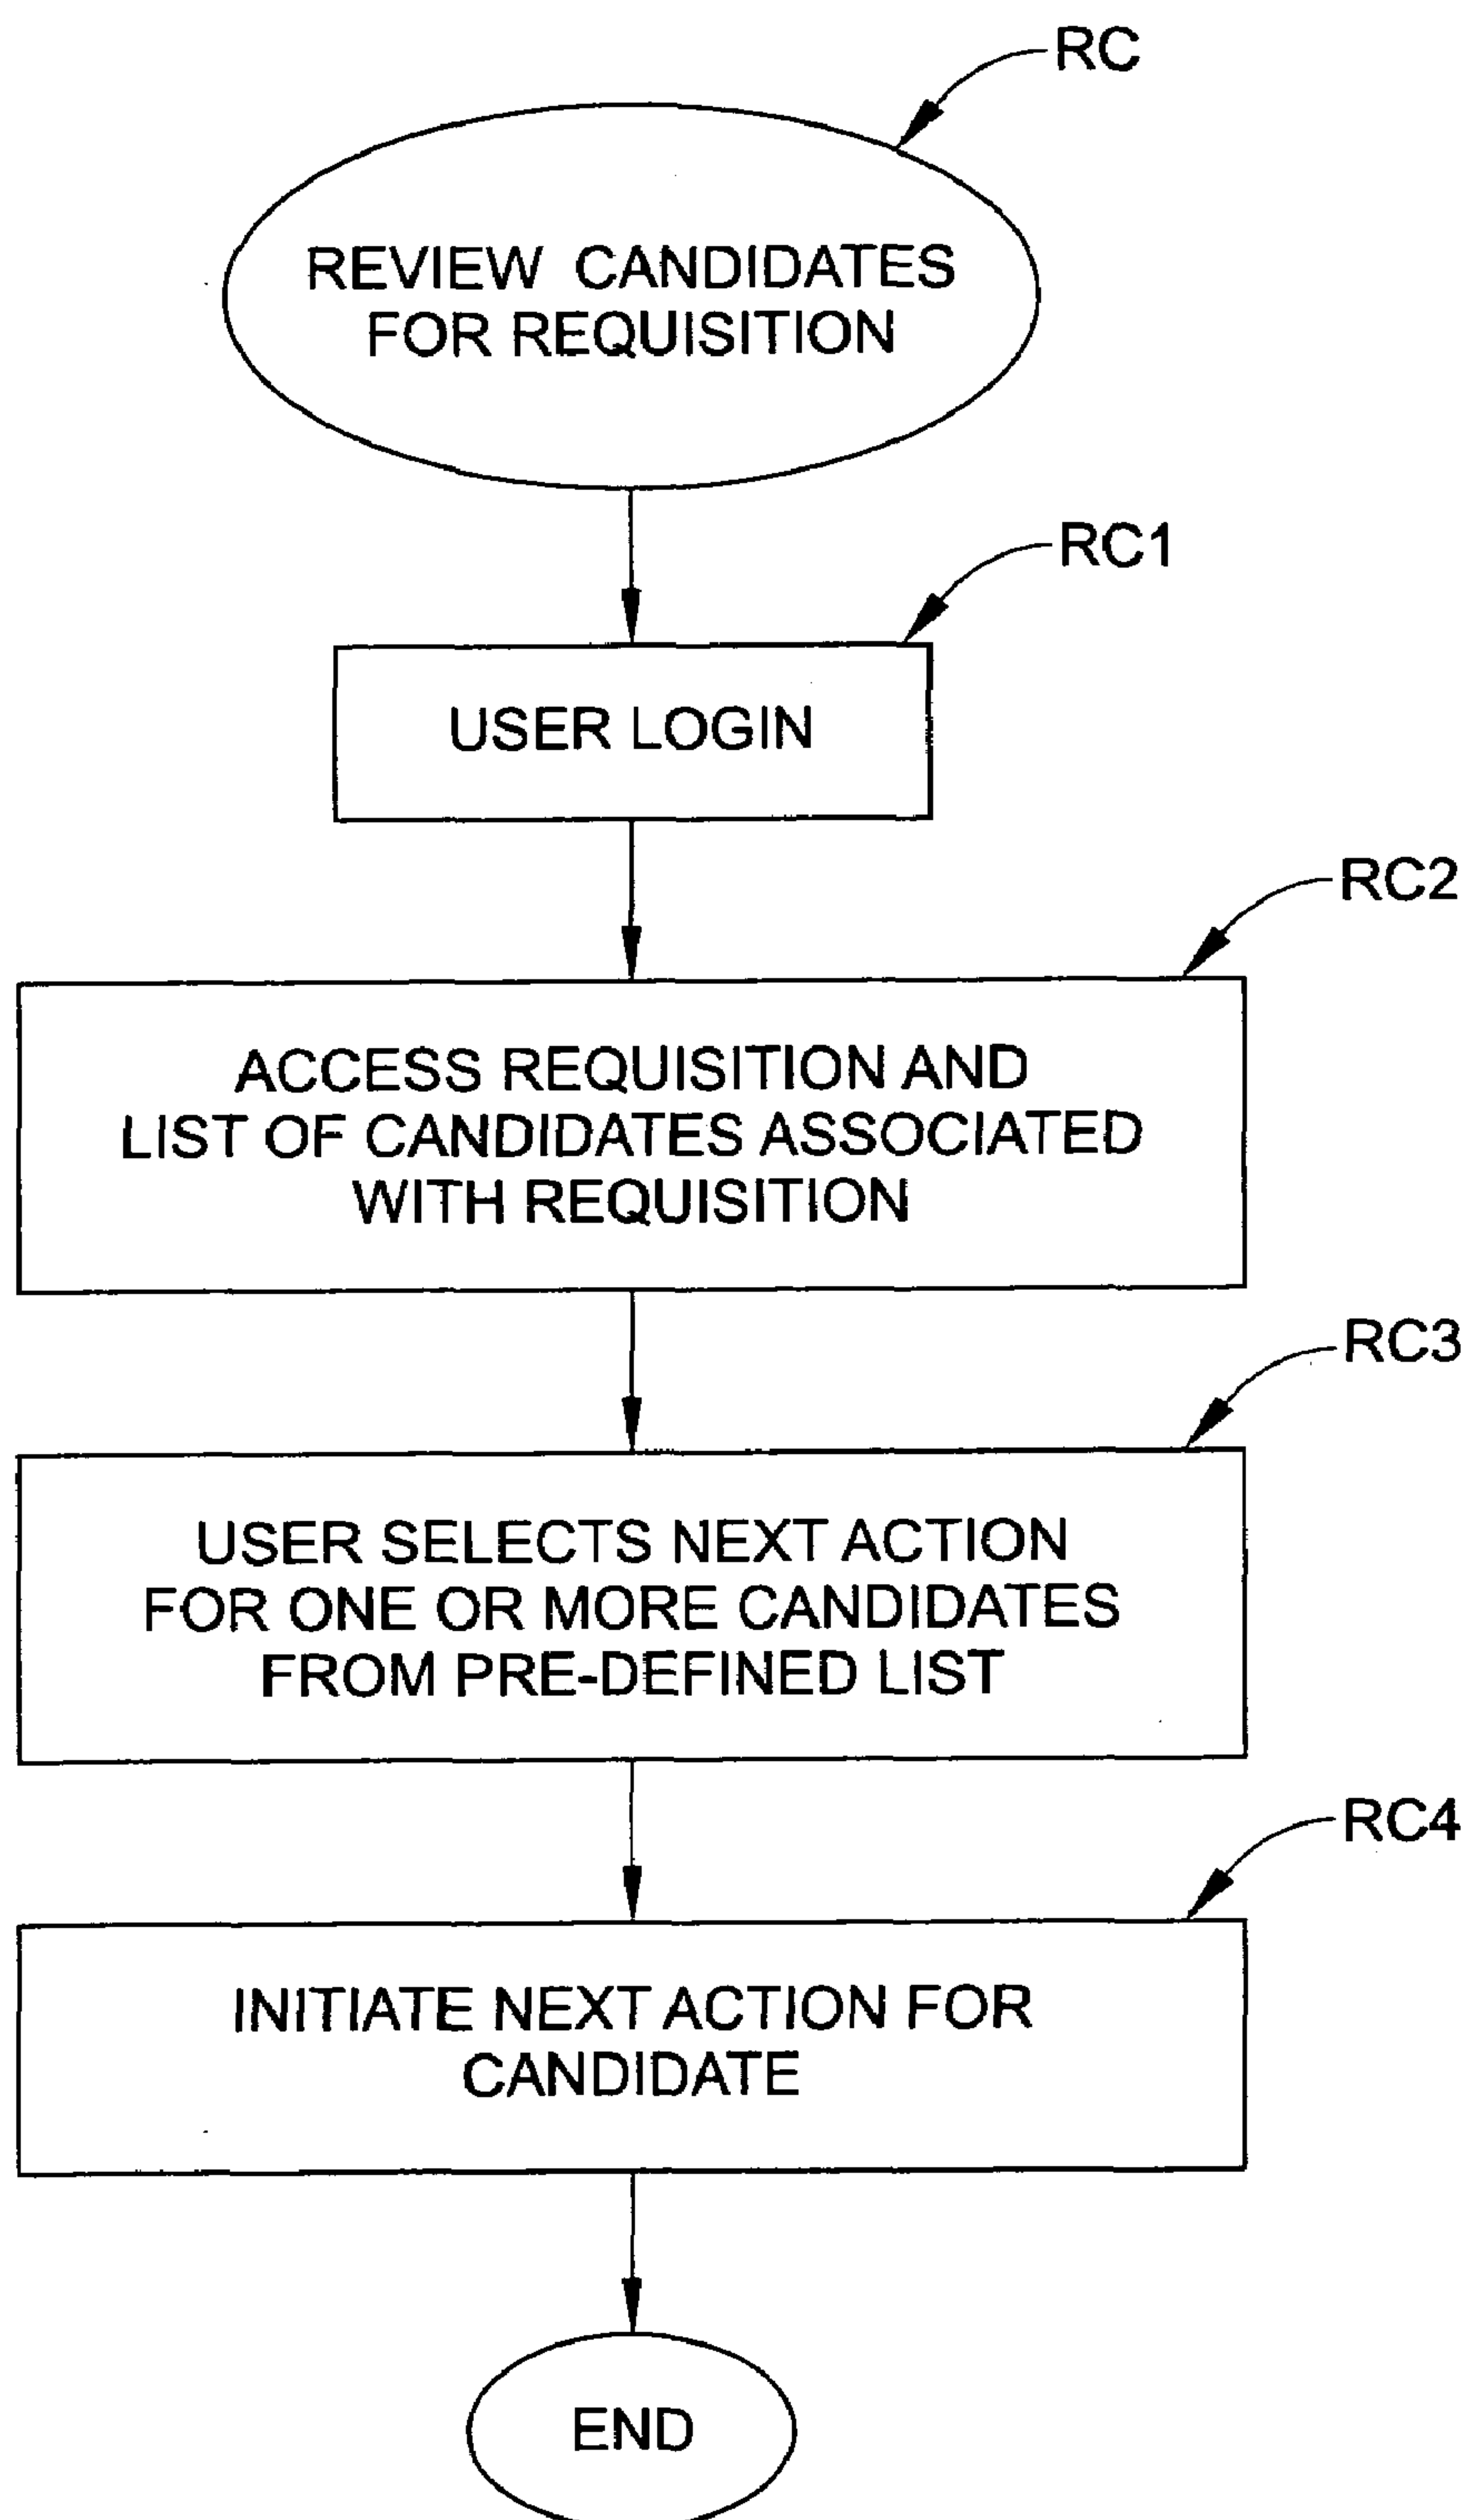 RC
REVIEW CANDIDATES
FOR REQUISITION
RC1
USER LOGIN
RC2
ACCESS REQUISITION AND
LIST OF CANDIDATES ASSOCIATED
WITH REQUISITION
RC3
USER SELECTS NEXT ACTION
FOR ONE OR MORE CANDIDATES
FROM PRE-DEFINED LIST
RC4
INITIATE NEXT ACTION FOR
CANDIDATE
END